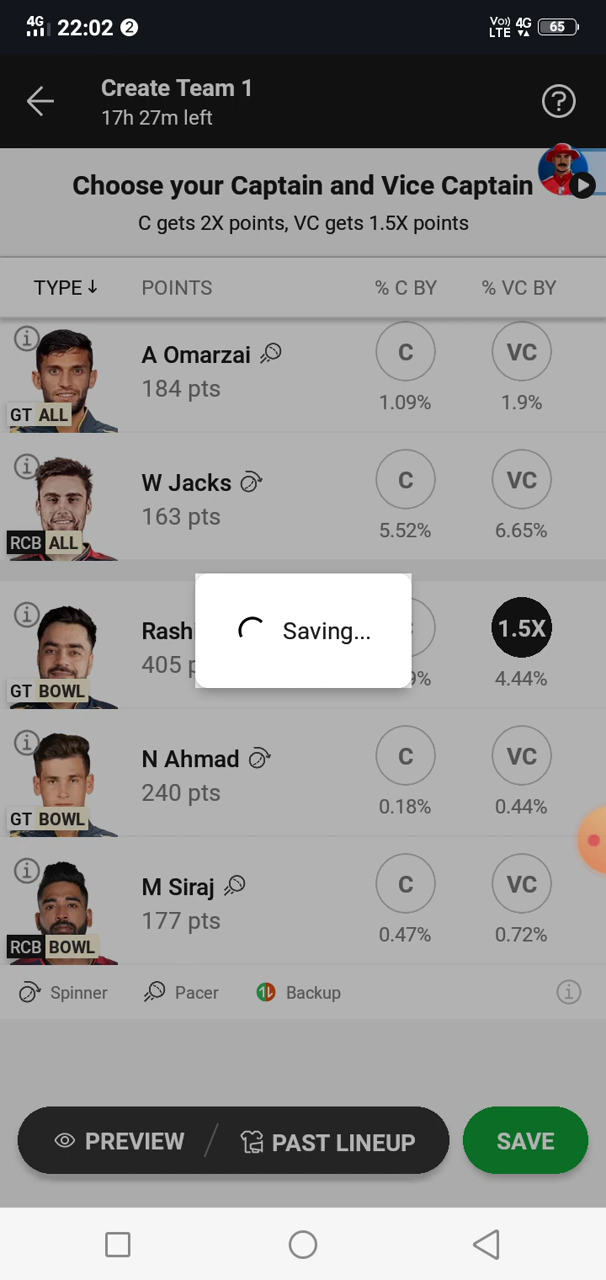 4G 22:02 2 Vo)) LTE 4G 65
Create Team 1
17h 27m left
Choose your Captain and Vice Captain
C gets 2X points, VC gets 1.5X points
TYPE ↓ POINTS % C BY % VC BY
A Omarzai C VC
184 pts
GT ALL 1.09% 1.9%
W Jacks C VC
163 pts
RCB ALL 5.52% 6.65%
Saving...
Rash 1.5X
405 p
GT BOWL 9% 4.44%
N Ahmad C VC
240 pts
GT BOWL 0.18% 0.44%
M Siraj C VC
177 pts
RCB BOWL 0.47% 0.72%
Spinner Pacer Backup
PREVIEW / PAST LINEUP SAVE